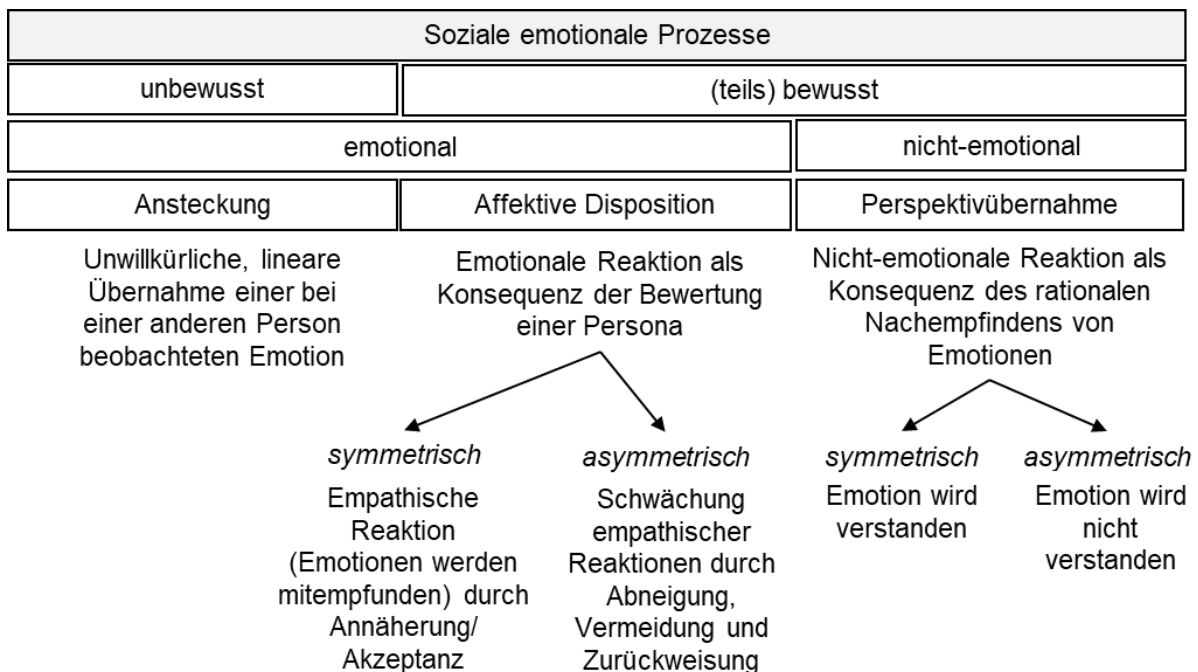 Soziale emotionale Prozesse
unbewusst
(teils) bewusst
emotional
nicht-emotional
Ansteckung
Affektive Disposition
Perspektivübernahme
Unwillkürliche, lineare
Übernahme einer bei
einer anderen Person
beobachteten Emotion
Emotionale Reaktion als
Konsequenz der Bewertung
einer Persona
Nicht-emotionale Reaktion als
Konsequenz des rationalen
Nachempfindens von
Emotionen
symmetrisch
Empathische
Reaktion
(Emotionen werden
mitempfunden) durch
Annäherung/
Akzeptanz
asymmetrisch
Schwächung
empathischer
Reaktionen durch
Abneigung,
Vermeidung und
Zurückweisung
symmetrisch
Emotion wird
verstanden
asymmetrisch
Emotion wird
nicht
verstanden